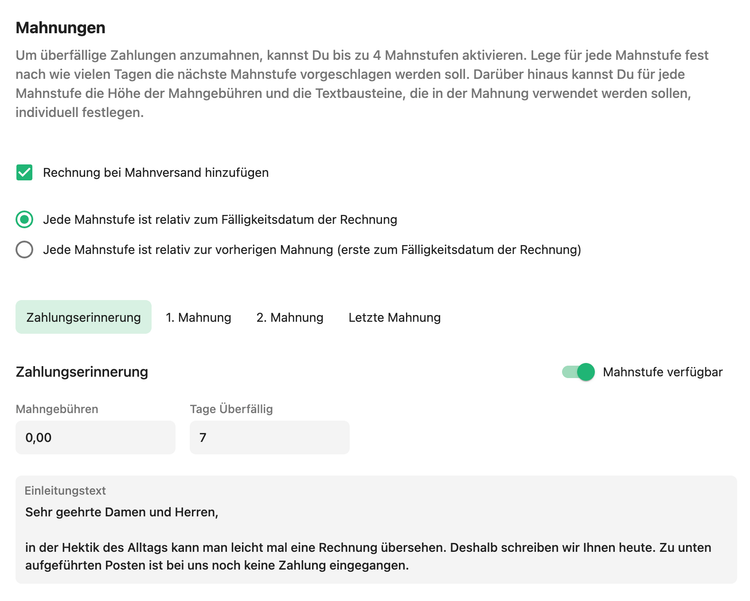 Mahnungen
Um überfällige Zahlungen anzumahnen, kannst Du bis zu 4 Mahnstufen aktivieren. Lege für jede Mahnstufe fest
nach wie vielen Tagen die nächste Mahnstufe vorgeschlagen werden soll. Darüber hinaus kannst Du für jede
Mahnstufe die Höhe der Mahngebühren und die Textbausteine, die in der Mahnung verwendet werden sollen,
individuell festlegen.
Rechnung bei Mahnversand hinzufügen
Jede Mahnstufe ist relativ zum Fälligkeitsdatum der Rechnung
Jede Mahnstufe ist relativ zur vorherigen Mahnung (erste zum Fälligkeitsdatum der Rechnung)
Zahlungserinnerung 1. Mahnung 2. Mahnung Letzte Mahnung
Zahlungserinnerung Mahnstufe verfügbar
Mahngebühren Tage Überfällig
0,00 7
Einleitungstext
Sehr geehrte Damen und Herren,
in der Hektik des Alltags kann man leicht mal eine Rechnung übersehen. Deshalb schreiben wir Ihnen heute. Zu unten
aufgeführten Posten ist bei uns noch keine Zahlung eingegangen.